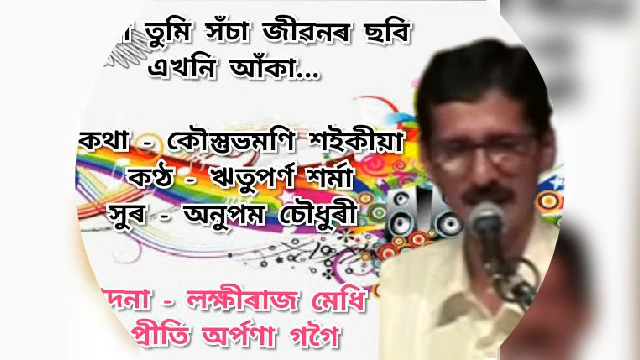 তুমি সঁচা জীৱনৰ ছবি
এখনি আঁকা...
কথা - কৌস্তুভমণি শইকীয়া
কণ্ঠ - ঋতুপৰ্ণ শৰ্মা
সুৰ - অনুপম চৌধুৰী
- লক্ষীৰাজ মেধি
প্ৰীতি অৰ্পণা গগৈ